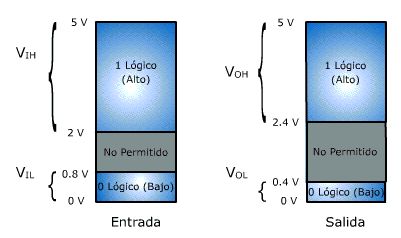 5 V
V_IH
1 Lógico
(Alto)
2 V
No Permitido
0.8 V
V_IL
0 Lógico (Bajo)
0 V
Entrada
5 V
V_OH
1 Lógico
(Alto)
2.4 V
No Permitido
0.4 V
V_OL
0 Lógico (Bajo)
0 V
Salida